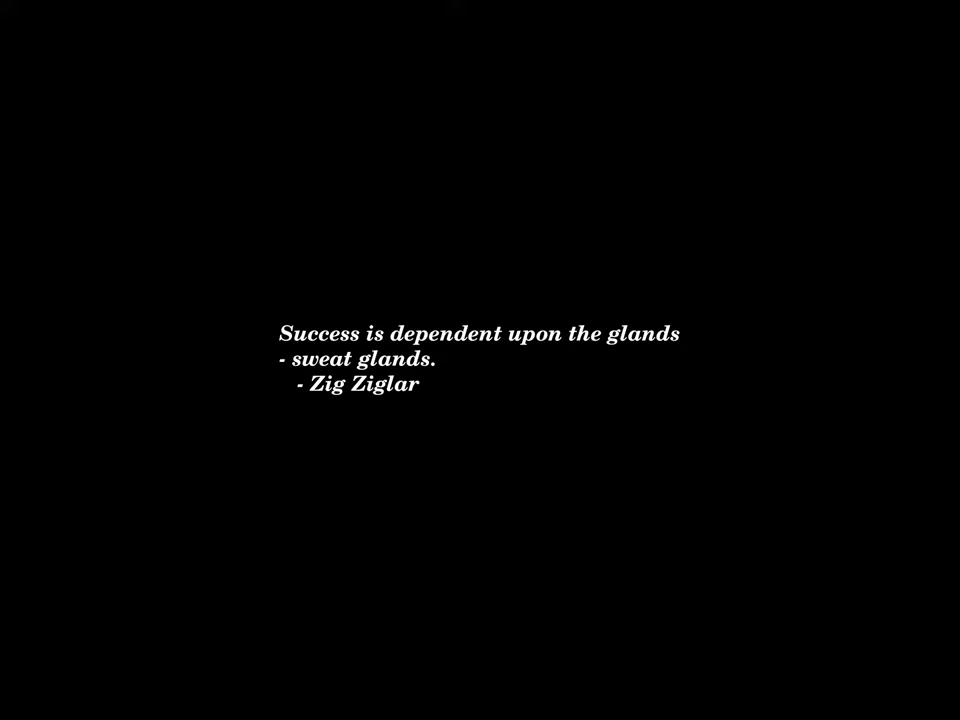 Success is dependent upon the glands
- sweat glands.
- Zig Ziglar